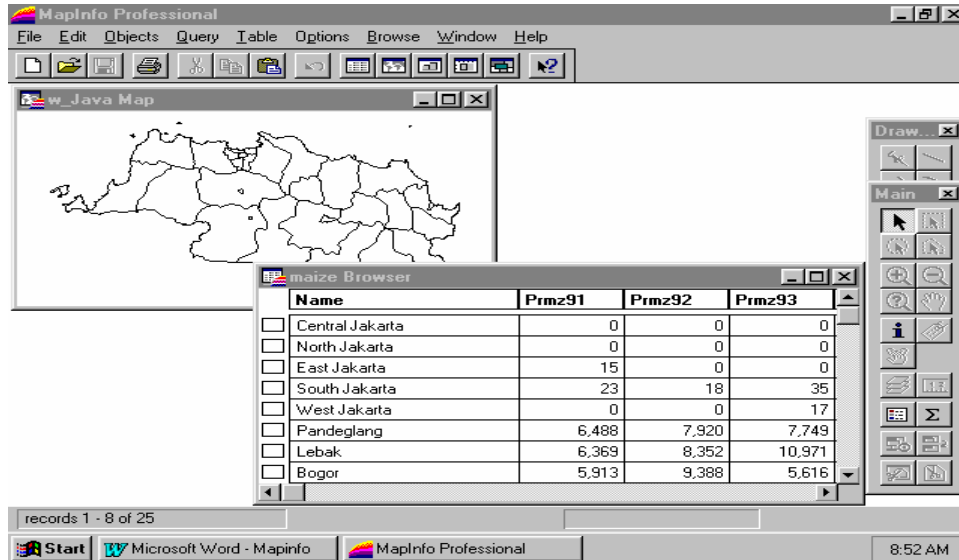 MapInfo Professional
File Edit Objects Query Table Options Browse Window Help
w_Java Map
Draw...
Main
maize Browser
Name Prmz91 Prmz92 Prmz93
Central Jakarta 0 0 0
North Jakarta 0 0 0
East Jakarta 15 0 0
South Jakarta 23 18 35
West Jakarta 0 0 17
Pandeglang 6,488 7,920 7,749
Lebak 6,369 8,352 10,971
Bogor 5,913 9,388 5,616
records 1 - 8 of 25
Start Microsoft Word - Mapinfo MapInfo Professional 8:52 AM